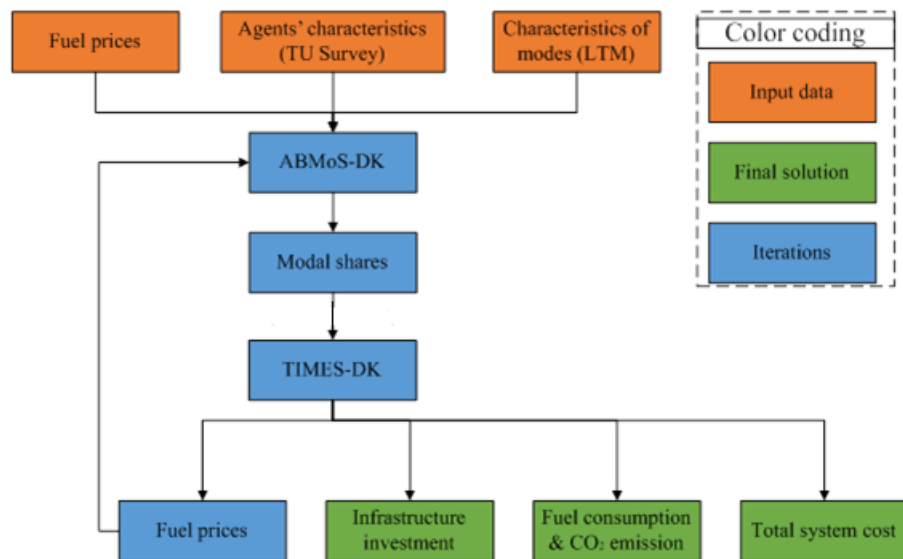 Fuel prices
Agents' characteristics
(TU Survey)
Characteristics of
modes (LTM)
Color coding
Input data
Final solution
Iterations
ABMoS-DK
Modal shares
TIMES-DK
Fuel prices
Infrastructure
investment
Fuel consumption
& CO₂ emission
Total system cost